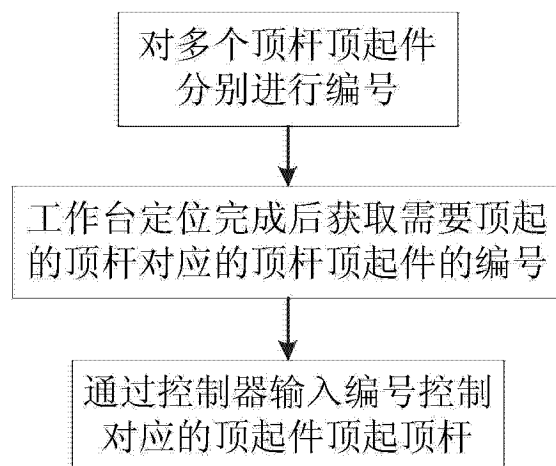 对多个顶杆顶起件
分别进行编号
工作台定位完成后获取需要顶起
的顶杆对应的顶杆顶起件的编号
通过控制器输入编号控制
对应的顶起件顶起顶杆